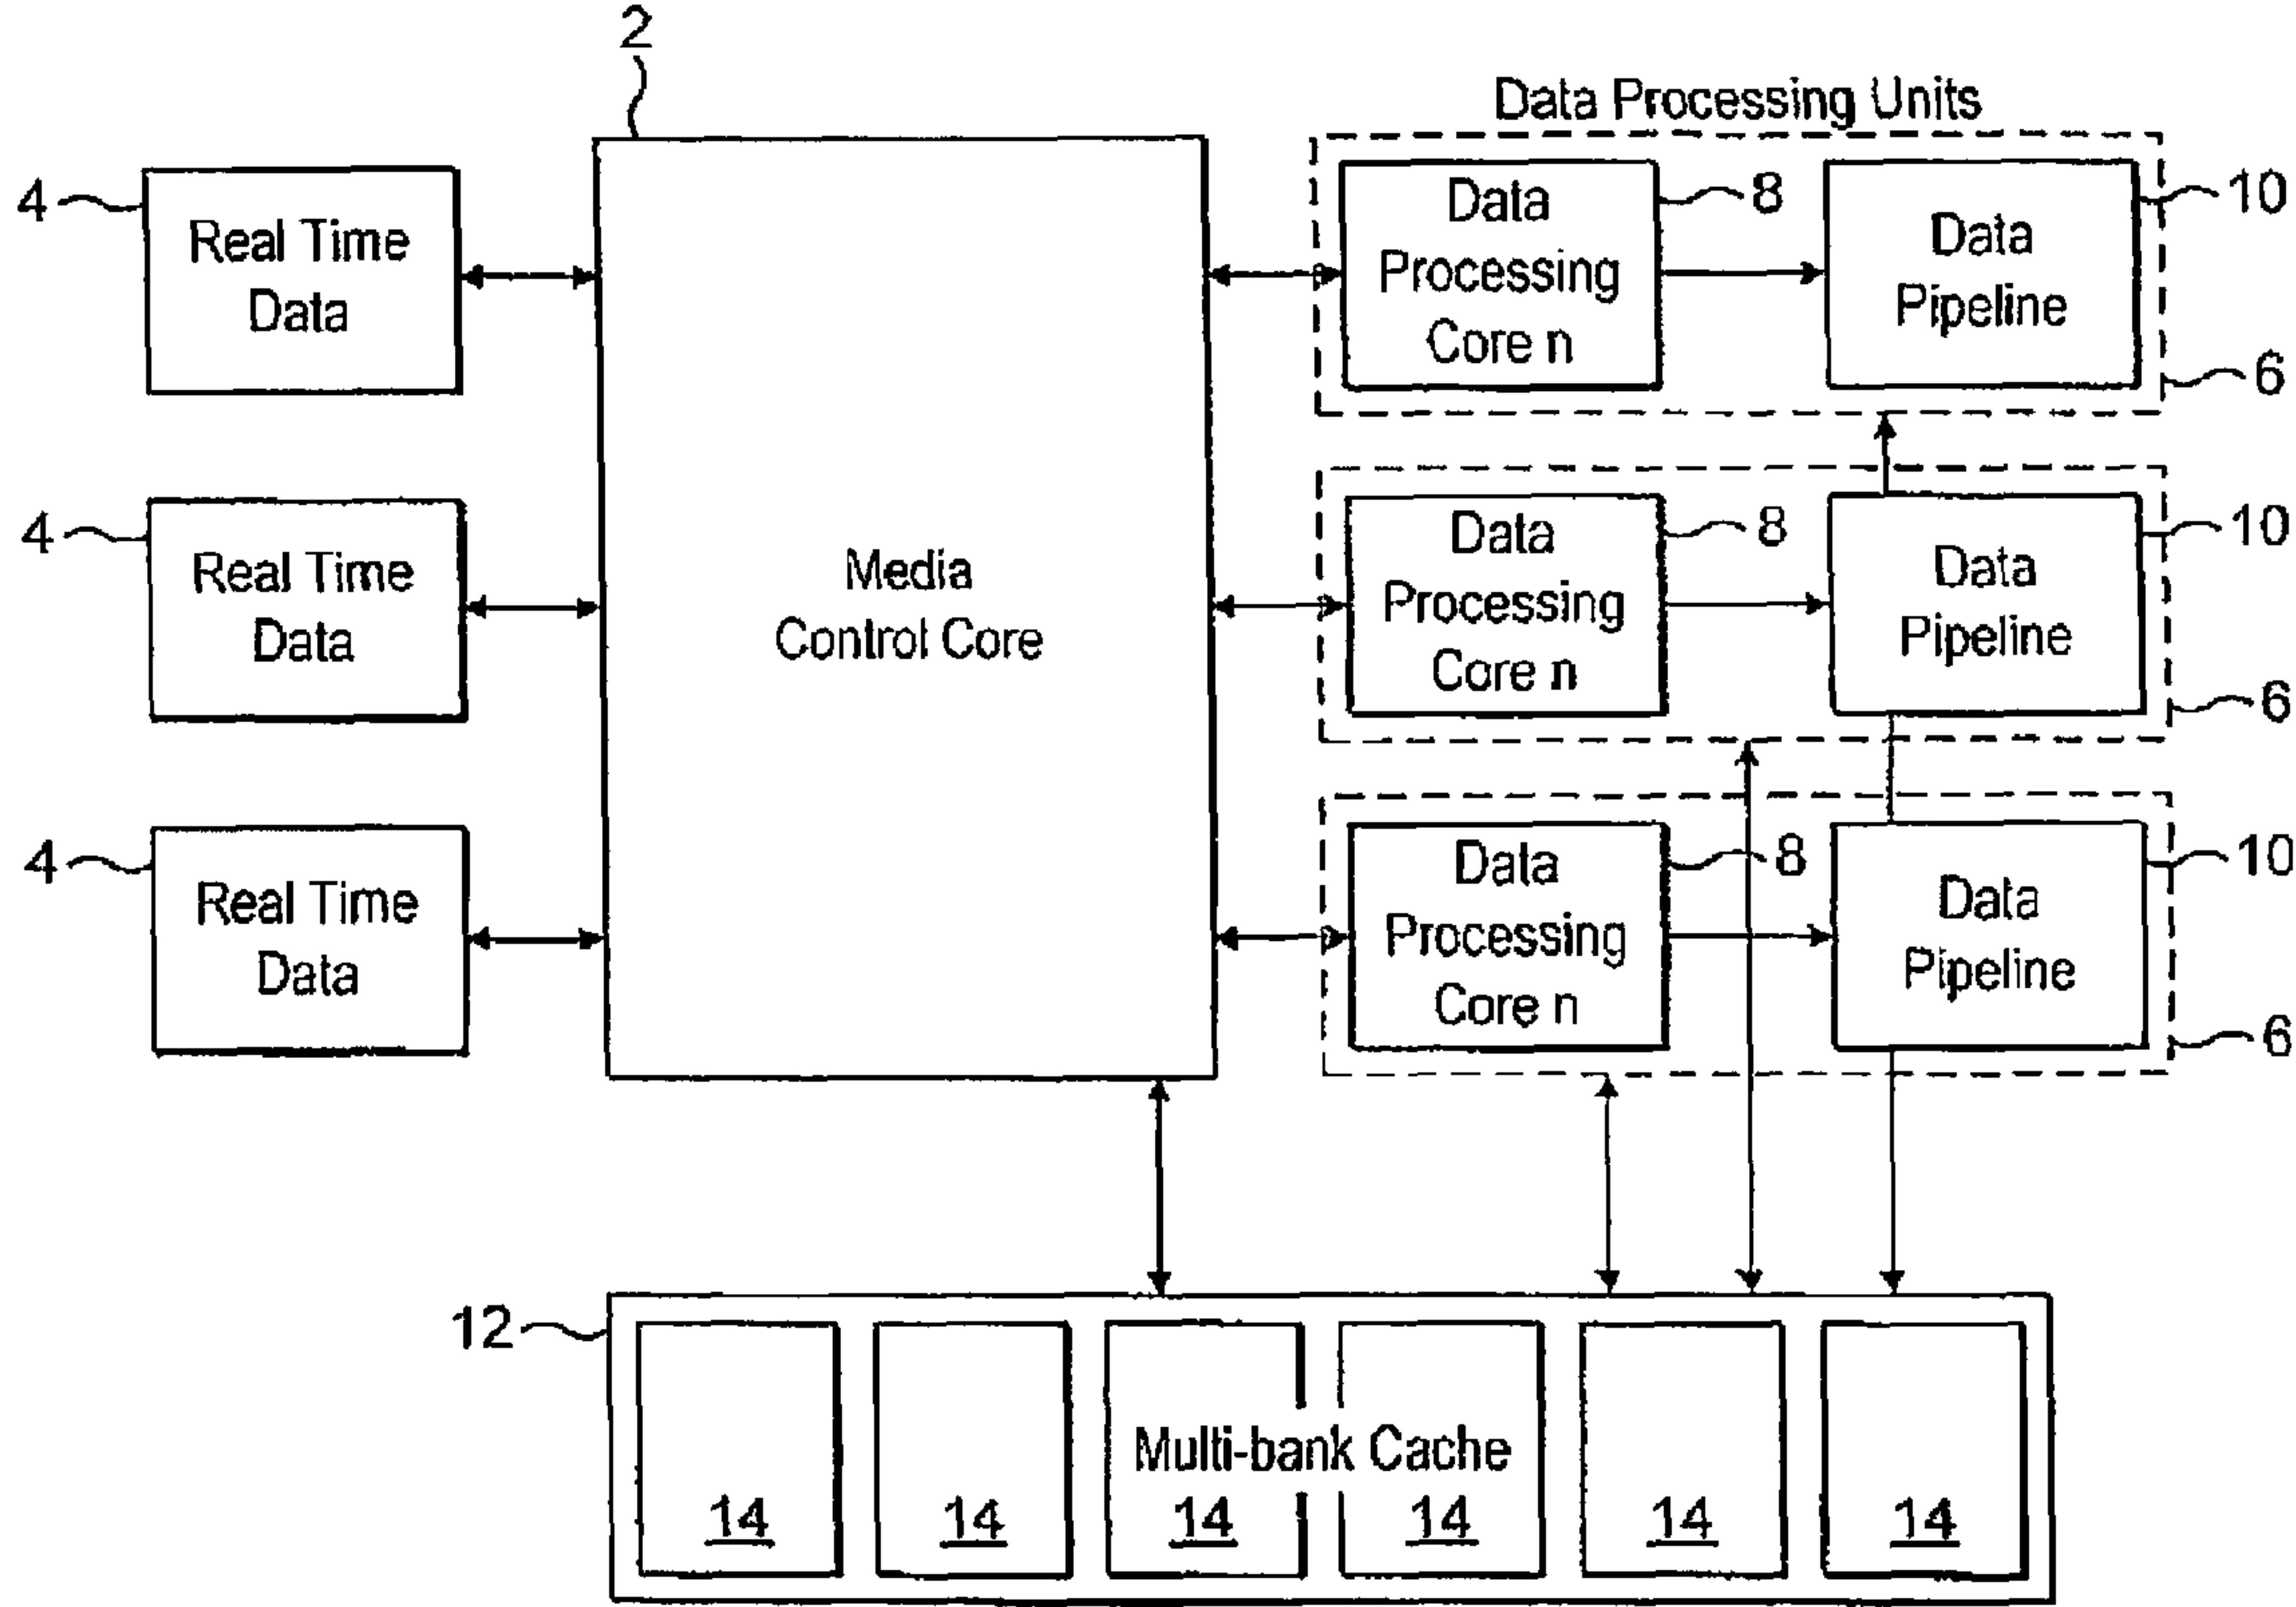 2
Data Processing Units
4
Real Time
Data
Data
Processing
Core n
8
Data
Pipeline
10
6
4
Real Time
Data
Media
Control Core
Data
Processing
Core n
8
Data
Pipeline
10
6
4
Real Time
Data
Data
Processing
Core n
8
Data
Pipeline
10
6
12
Multi-bank Cache
14
14
14
14
14
14